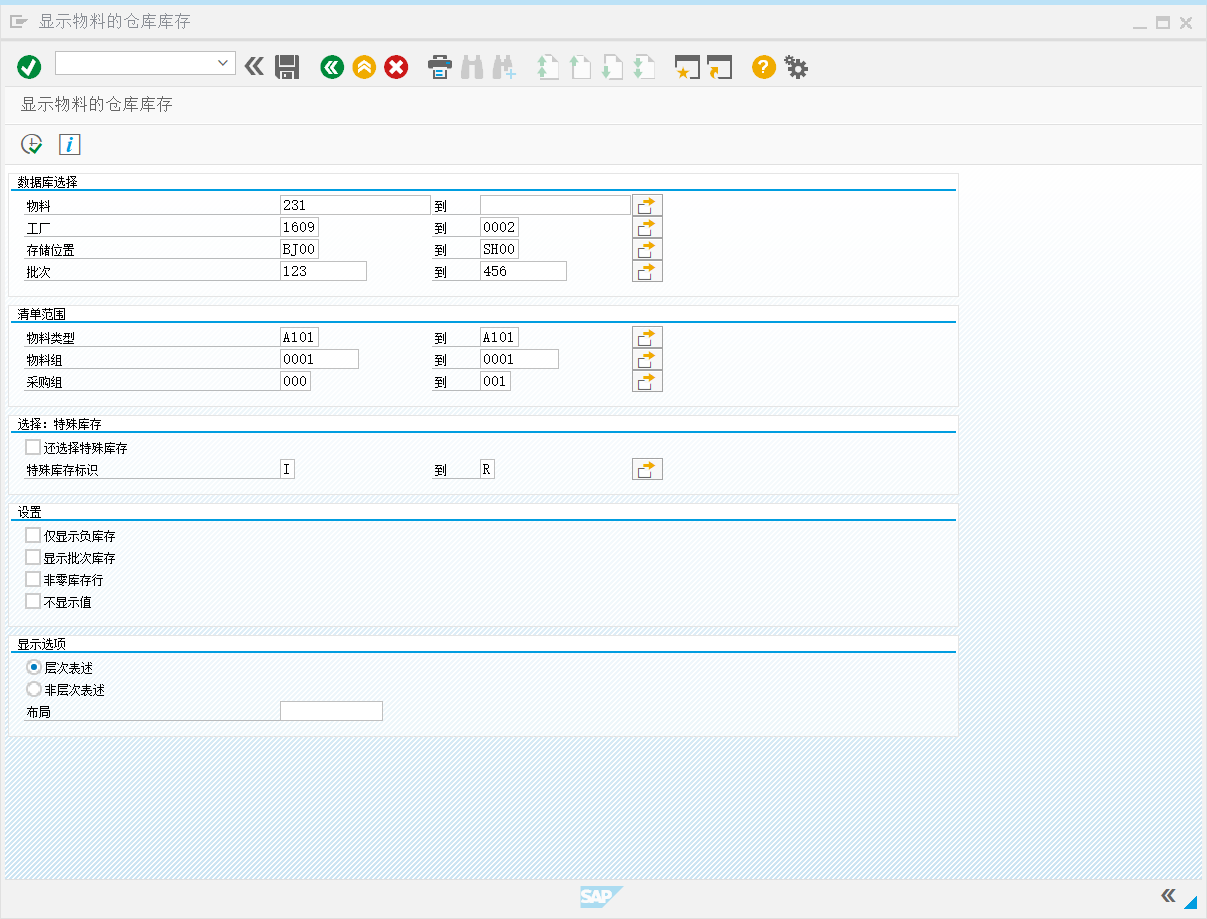 显示物料的仓库库存
显示物料的仓库库存
数据库选择
物料 231 到
工厂 1609 到 0002
存储位置 BJ00 到 SH00
批次 123 到 456
清单范围
物料类型 A101 到 A101
物料组 0001 到 0001
采购组 000 到 001
选择：特殊库存
还选择特殊库存
特殊库存标识 I 到 R
设置
仅显示负库存
显示批次库存
非零库存行
不显示值
显示选项
层次表述
非层次表述
布局
SAP